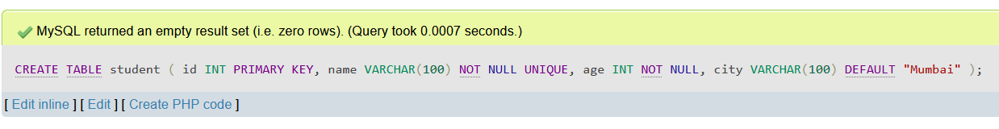 MySQL returned an empty result set (i.e. zero rows). (Query took 0.0007 seconds.)
CREATE TABLE student ( id INT PRIMARY KEY, name VARCHAR(100) NOT NULL UNIQUE, age INT NOT NULL, city VARCHAR(100) DEFAULT "Mumbai" );
[ Edit inline ] [ Edit ] [ Create PHP code ]